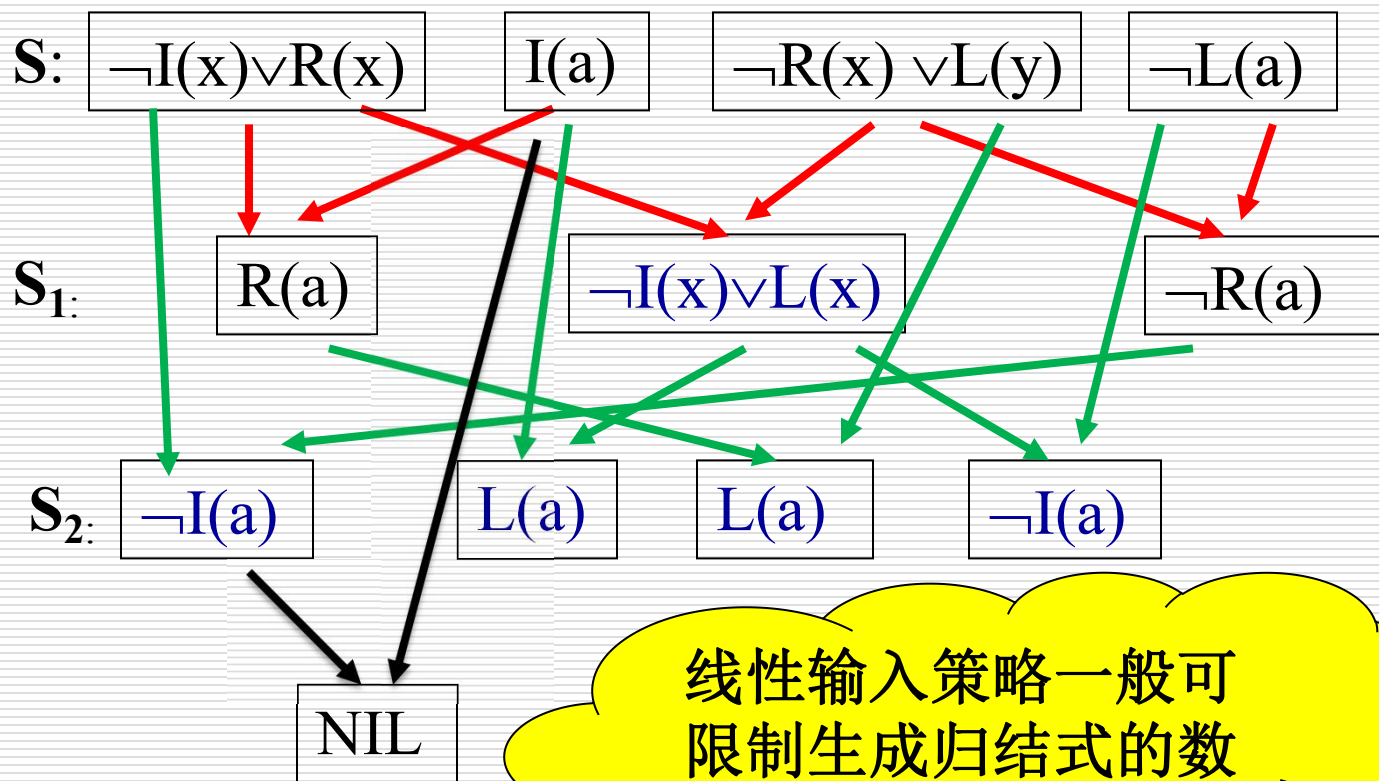 S: ¬I(x)∨R(x) I(a) ¬R(x) ∨L(y) ¬L(a)
S₁: R(a) ¬I(x)∨L(x) ¬R(a)
S₂: ¬I(a) L(a) L(a) ¬I(a)
NIL
线性输入策略一般可
限制生成归结式的数